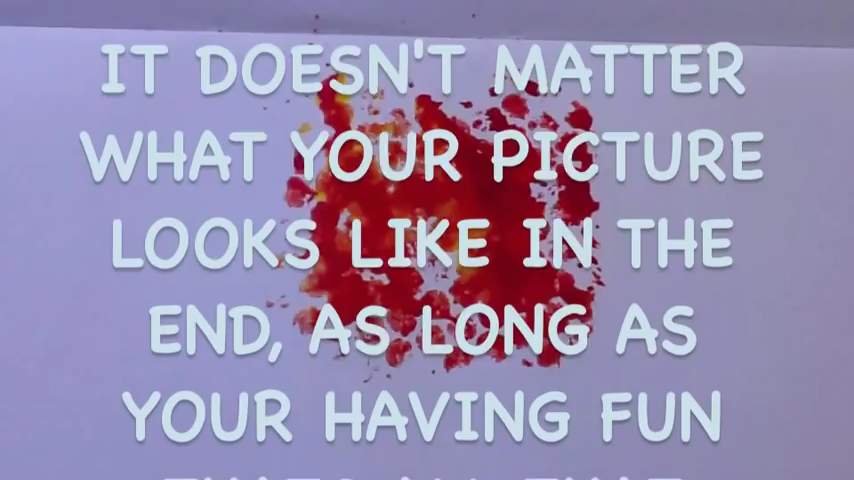 IT DOESN'T MATTER
WHAT YOUR PICTURE
LOOKS LIKE IN THE
END, AS LONG AS
YOUR HAVING FUN